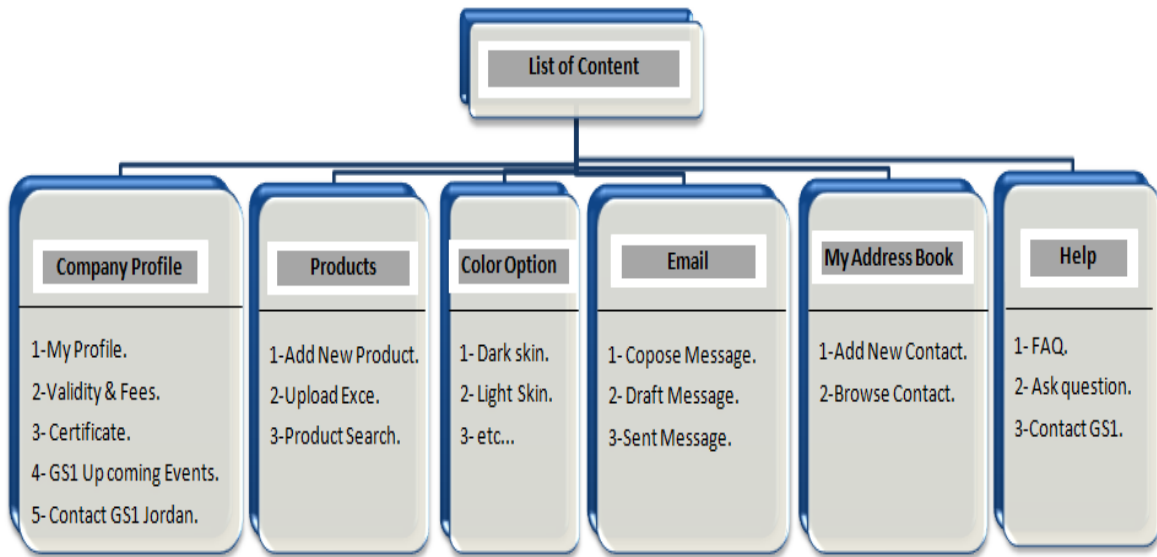 List of Content
Company Profile
1-My Profile.
2-Validity & Fees.
3- Certificate.
4- GS1 Up coming Events.
5- Contact GS1 Jordan.
Products
1-Add New Product.
2-Upload Exce.
3-Product Search.
Color Option
1- Dark skin.
2- Light Skin.
3- etc...
Email
1- Copose Message.
2- Draft Message.
3-Sent Message.
My Address Book
1-Add New Contact.
2-Browse Contact.
Help
1- FAQ.
2- Ask question.
3-Contact GS1.